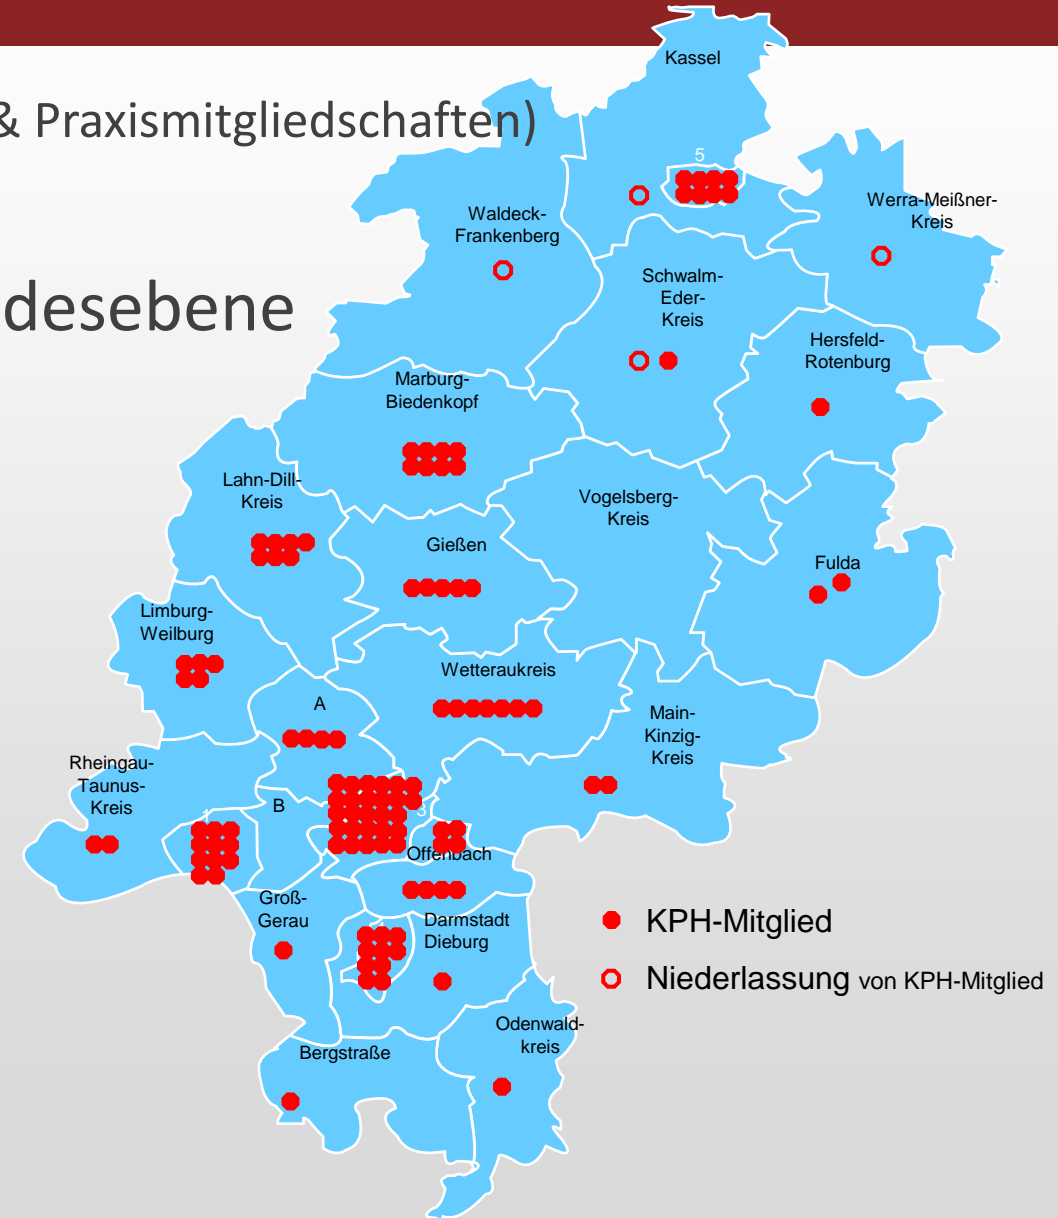 & Praxismitgliedschaften)
desebene
Kassel
5
Waldeck-
Frankenberg
Werra-Meißner-
Kreis
Schwalm-
Eder-
Kreis
Hersfeld-
Rotenburg
Marburg-
Biedenkopf
Lahn-Dill-
Kreis
Vogelsberg-
Kreis
Gießen
Fulda
Limburg-
Weilburg
Wetteraukreis
A
Main-
Kinzig-
Kreis
Rheingau-
Taunus-
Kreis
B
3
1
Offenbach
Groß-
Gerau
Darmstadt
Dieburg
KPH-Mitglied
Niederlassung von KPH-Mitglied
Odenwald-
kreis
Bergstraße